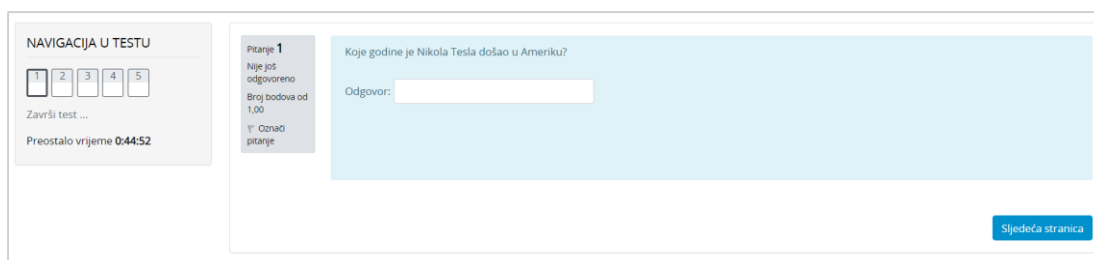 NAVIGACIJA U TESTU
1 2 3 4 5
Završi test ...
Preostalo vrijeme 0:44:52
Pitanje 1
Nije još
odgovoreno
Broj bodova od
1,00
Označi
pitanje
Koje godine je Nikola Tesla došao u Ameriku?
Odgovor:
Sljedeća stranica